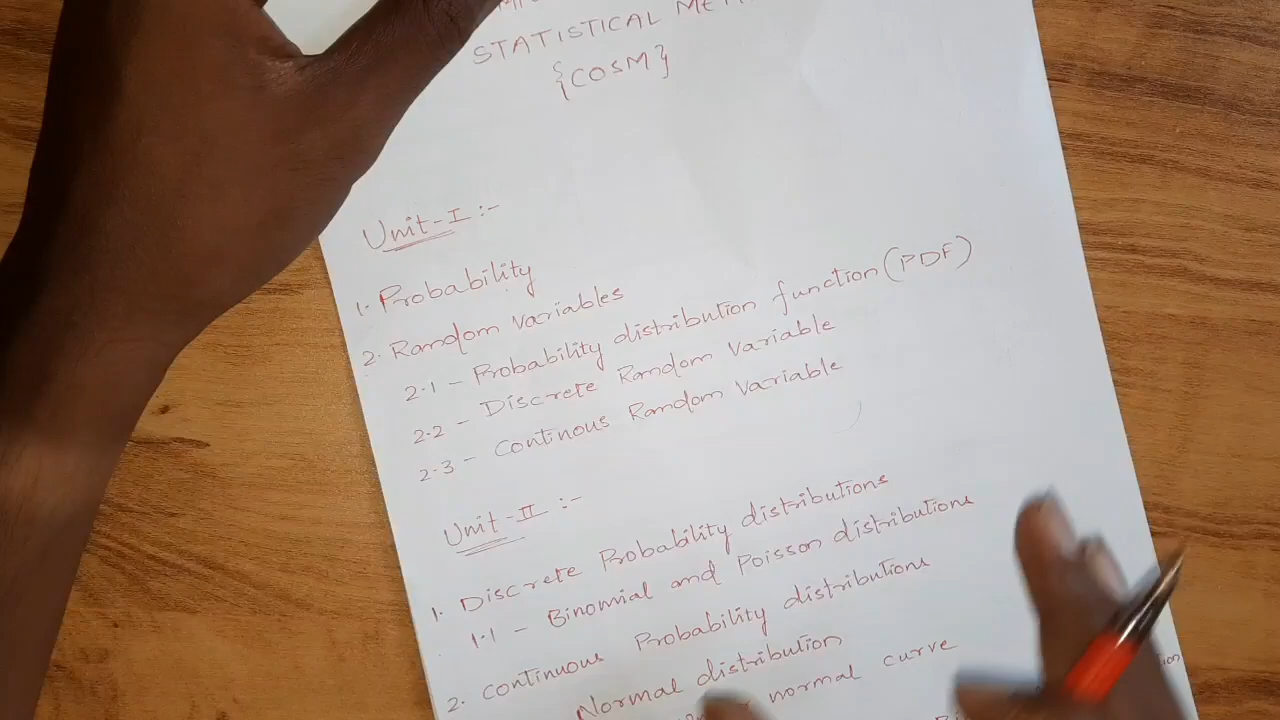 STATISTICAL
{COSM}
Unit-I :-
1. Probability
2. Random variables
2.1 - Probability distribution function (PDF)
2.2 - Discrete Random variable
2.3 - Continous Random variable
Unit-II :-
1. Discrete Probability distributions
1.1 - Binomial and Poisson distributions
2. continuous Probability distributions
Normal distribution
normal curve